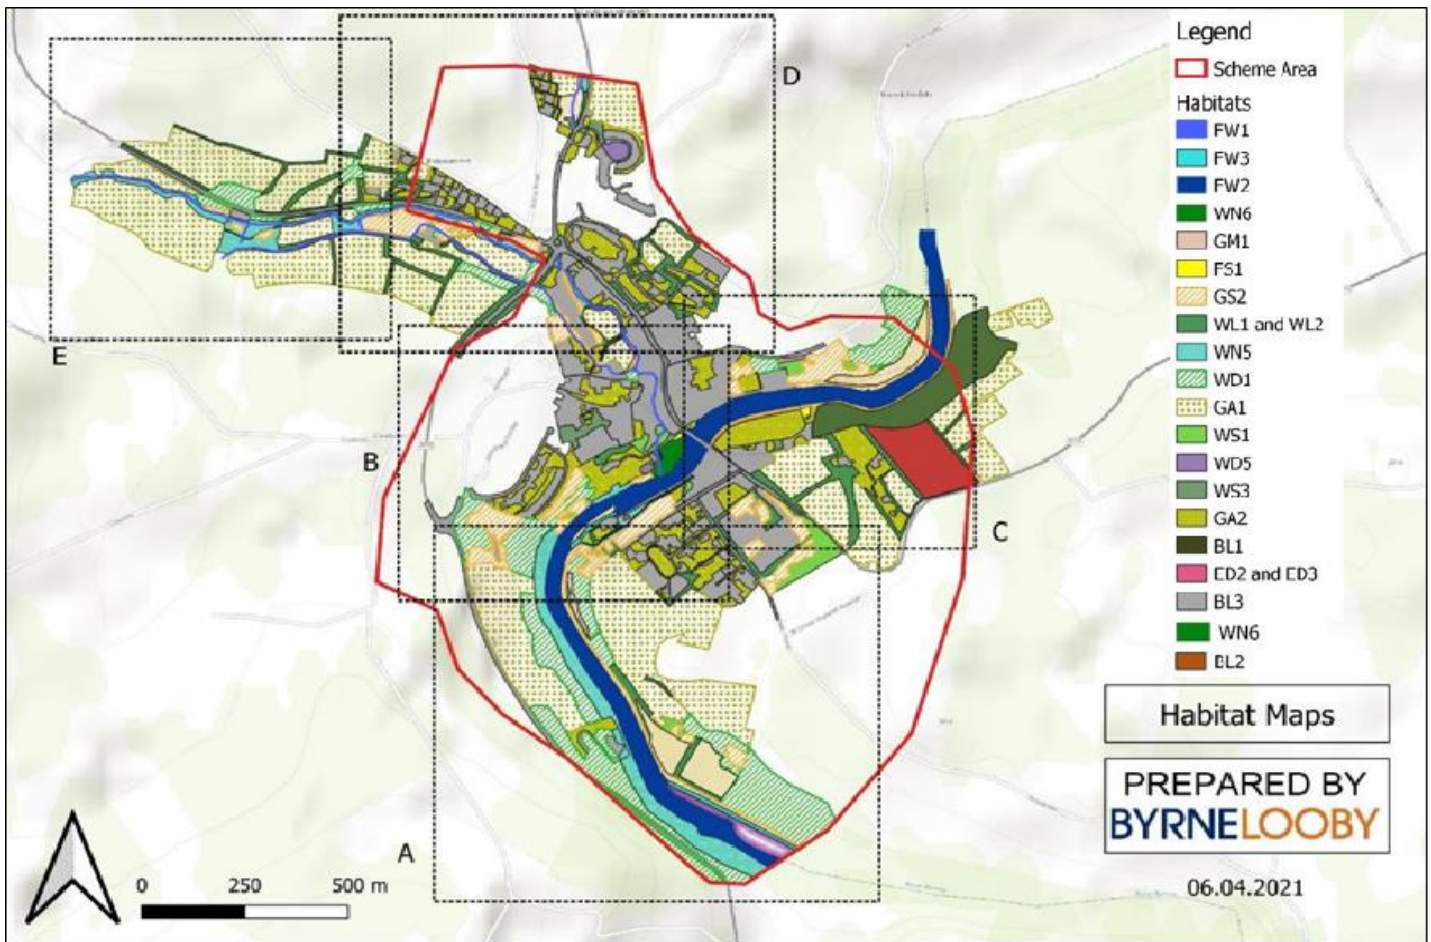 Legend
Scheme Area
Habitats
FW1
FW3
FW2
WN6
GM1
FS1
GS2
WL1 and WL2
WN5
WD1
GA1
WS1
WD5
WS3
GA2
BL1
ED2 and ED3
BL3
WN6
BL2
D
E
B
C
A
Habitat Maps
PREPARED BY
BYRNELOOBY
06.04.2021
0 250 500 m